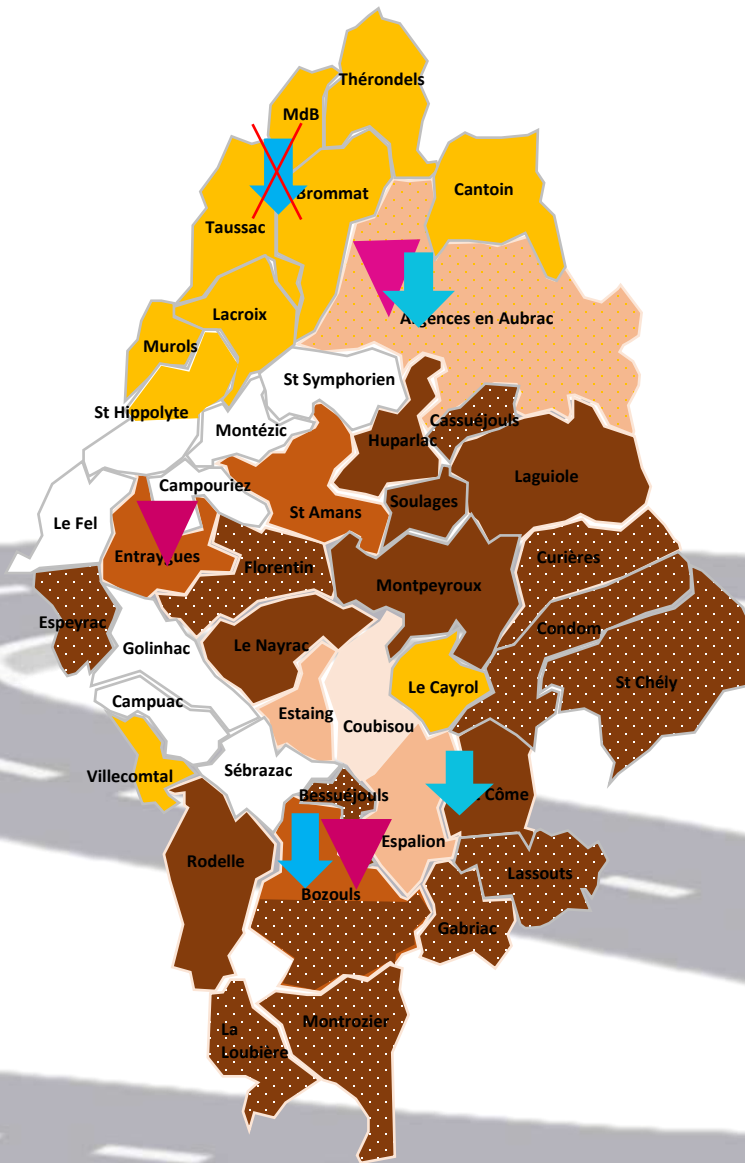 Thérondels
MdB
Brommat
Cantoin
Taussac
Lacroix
Argences en Aubrac
Murols
St Symphorien
St Hippolyte
Montézic
Huparlac
Cassuéjouls
Laguiole
Campouriez
Soulages
St Amans
Le Fel
Entraygues
Florentin
Curières
Montpeyroux
Espeyrac
Golinhac
Le Nayrac
Condom
St Chély
Campuac
Estaing
Le Cayrol
Coubisou
Villecomtal
Sébrazac
Bessuéjouls
Côme
Espalion
Rodelle
Lassouts
Bozouls
Gabriac
Montrozier
La
Loubière